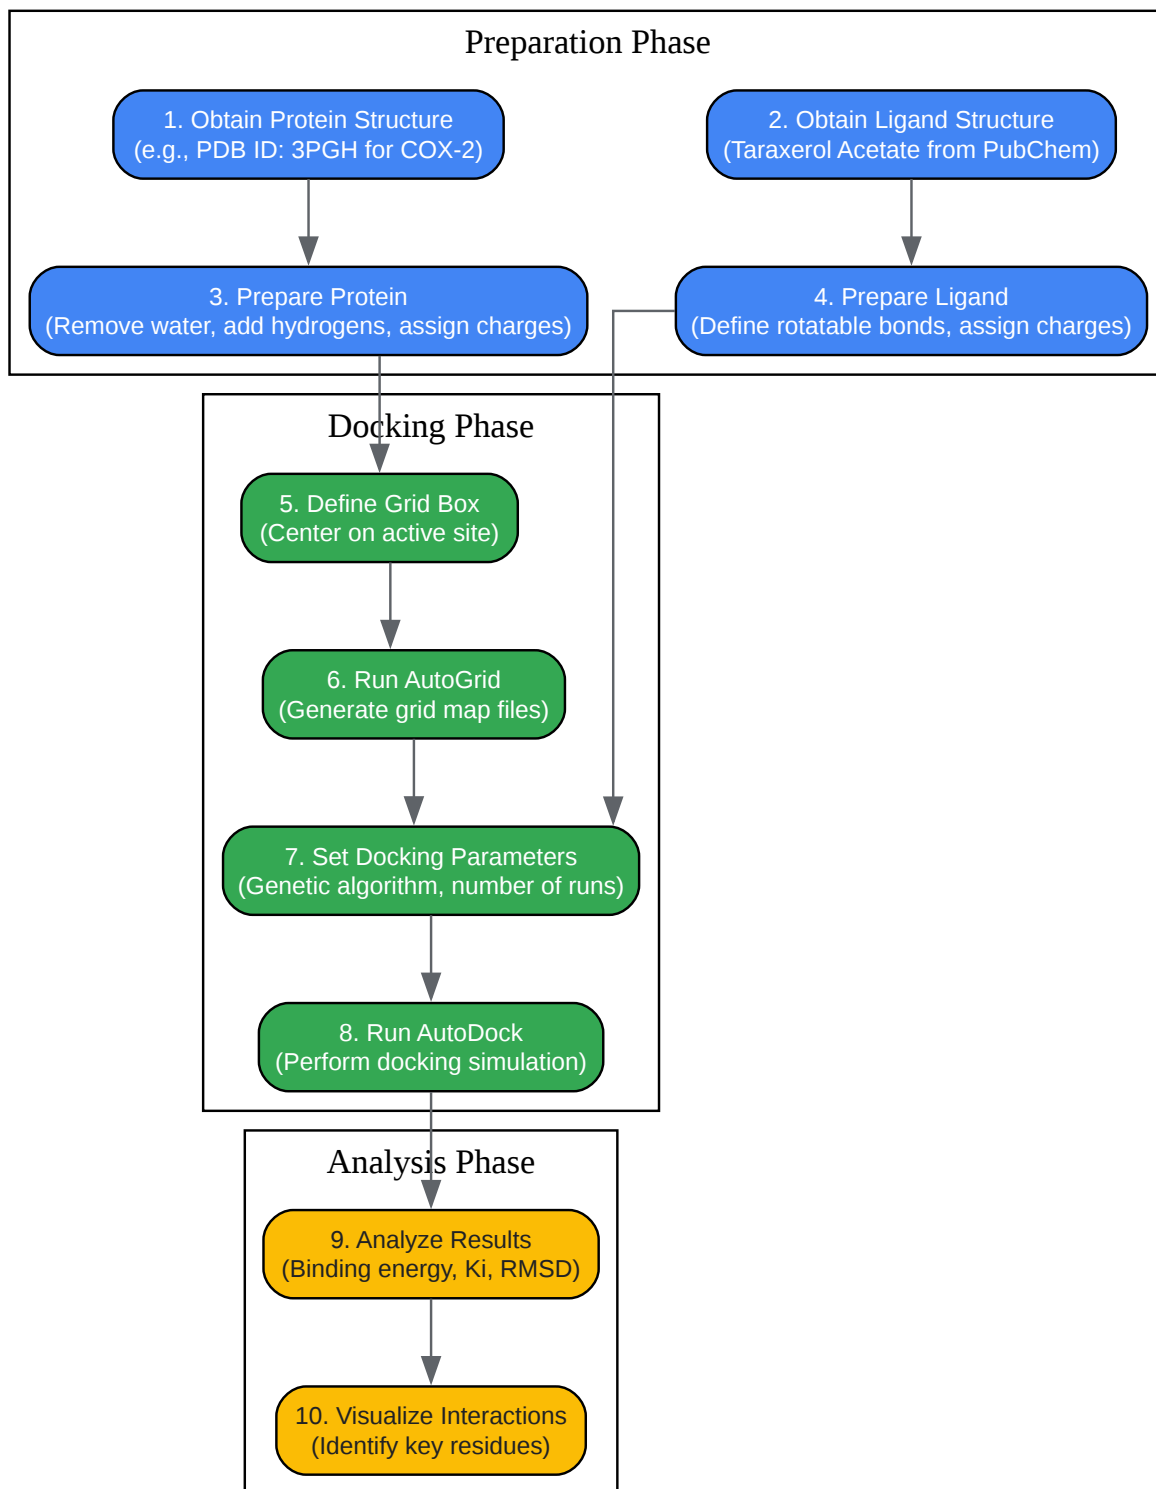 Preparation Phase
1. Obtain Protein Structure
(e.g., PDB ID: 3PGH for COX-2)
2. Obtain Ligand Structure
(Taraxerol Acetate from PubChem)
3. Prepare Protein
(Remove water, add hydrogens, assign charges)
4. Prepare Ligand
(Define rotatable bonds, assign charges)
Docking Phase
5. Define Grid Box
(Center on active site)
6. Run AutoGrid
(Generate grid map files)
7. Set Docking Parameters
(Genetic algorithm, number of runs)
8. Run AutoDock
(Perform docking simulation)
Analysis Phase
9. Analyze Results
(Binding energy, Ki, RMSD)
10. Visualize Interactions
(Identify key residues)